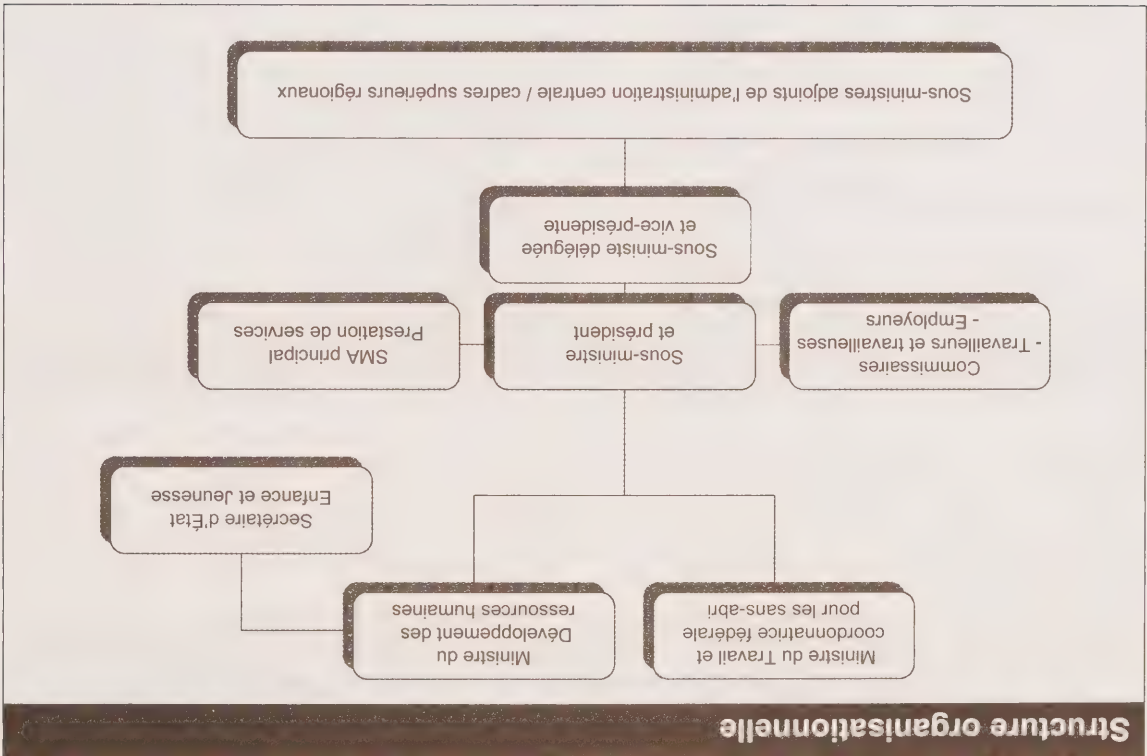 Structure organisationnelle
Ministre du Travail et
coordonnatrice fédérale
pour les sans-abri
Ministre du
Développement des
ressources humaines
Secrétaire d'État
Enfance et Jeunesse
Commissaires
- Travailleurs et travailleuses
- Employeurs
Sous-ministre
et président
SMA principal
Prestation de services
Sous-ministe déléguée
et vice-présidente
Sous-ministres adjoints de l'administration centrale / cadres supérieurs régionaux